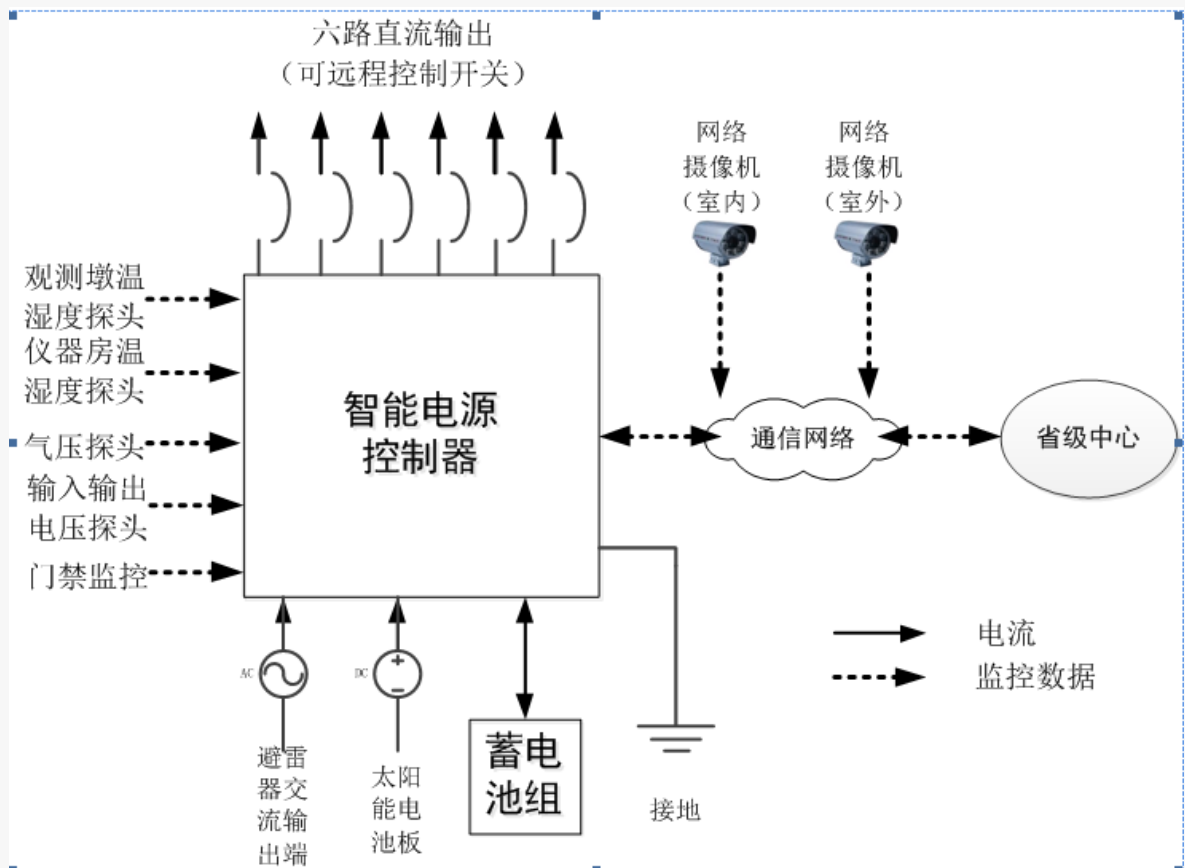 六路直流输出
（可远程控制开关）
网络
摄像机
（室内）
网络
摄像机
（室外）
观测墩温
湿度探头
仪器房温
湿度探头
气压探头
输入输出
电压探头
门禁监控
智能电源
控制器
通信网络
省级中心
电流
监控数据
AC
DC
避雷
器交
流输
出端
太阳
能电
池板
蓄电
池组
接地